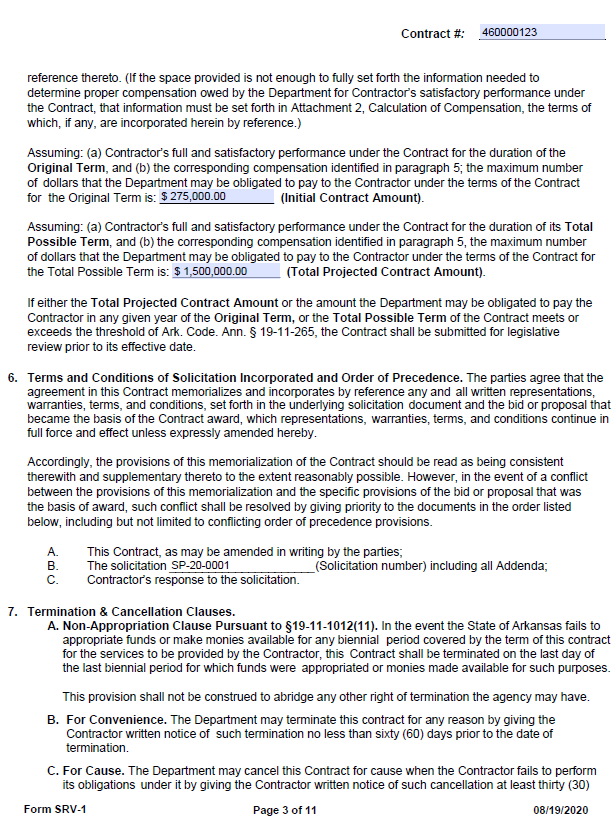 Contract #: 460000123
reference thereto. (If the space provided is not enough to fully set forth the information needed to
determine proper compensation owed by the Department for Contractor's satisfactory performance under
the Contract, that information must be set forth in Attachment 2, Calculation of Compensation, the terms of
which, if any, are incorporated herein by reference.)
Assuming: (a) Contractor's full and satisfactory performance under the Contract for the duration of the
Original Term, and (b) the corresponding compensation identified in paragraph 5; the maximum number
of dollars that the Department may be obligated to pay to the Contractor under the terms of the Contract
for the Original Term is: $ 275,000.00 (Initial Contract Amount).
Assuming: (a) Contractor's full and satisfactory performance under the Contract for the duration of its Total
Possible Term, and (b) the corresponding compensation identified in paragraph 5, the maximum number
of dollars that the Department may be obligated to pay to the Contractor under the terms of the Contract for
the Total Possible Term is: $ 1,500,000.00 (Total Projected Contract Amount).
If either the Total Projected Contract Amount or the amount the Department may be obligated to pay the
Contractor in any given year of the Original Term, or the Total Possible Term of the Contract meets or
exceeds the threshold of Ark. Code. Ann. § 19-11-265, the Contract shall be submitted for legislative
review prior to its effective date.
6. Terms and Conditions of Solicitation Incorporated and Order of Precedence. The parties agree that the
agreement in this Contract memorializes and incorporates by reference any and all written representations,
warranties, terms, and conditions, set forth in the underlying solicitation document and the bid or proposal that
became the basis of the Contract award, which representations, warranties, terms, and conditions continue in
full force and effect unless expressly amended hereby.
Accordingly, the provisions of this memorialization of the Contract should be read as being consistent
therewith and supplementary thereto to the extent reasonably possible. However, in the event of a conflict
between the provisions of this memorialization and the specific provisions of the bid or proposal that was
the basis of award, such conflict shall be resolved by giving priority to the documents in the order listed
below, including but not limited to conflicting order of precedence provisions.
A. This Contract, as may be amended in writing by the parties;
B. The solicitation SP-20-0001 (Solicitation number) including all Addenda;
C. Contractor's response to the solicitation.
7. Termination & Cancellation Clauses.
A. Non-Appropriation Clause Pursuant to §19-11-1012(11). In the event the State of Arkansas fails to
appropriate funds or make monies available for any biennial period covered by the term of this contract
for the services to be provided by the Contractor, this Contract shall be terminated on the last day of
the last biennial period for which funds were appropriated or monies made available for such purposes.
This provision shall not be construed to abridge any other right of termination the agency may have.
B. For Convenience. The Department may terminate this contract for any reason by giving the
Contractor written notice of such termination no less than sixty (60) days prior to the date of
termination.
C. For Cause. The Department may cancel this Contract for cause when the Contractor fails to perform
its obligations under it by giving the Contractor written notice of such cancellation at least thirty (30)
Form SRV-1 Page 3 of 11 08/19/2020